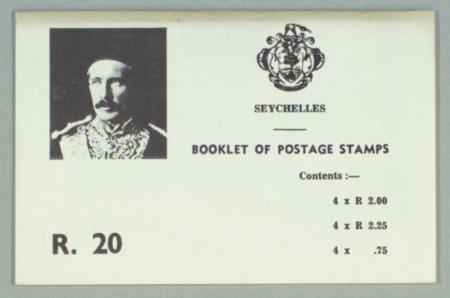 SEYCHELLES
BOOKLET OF POSTAGE STAMPS
Contents :—
4 x R 2.00
4 x R 2.25
4 x .75
R. 20